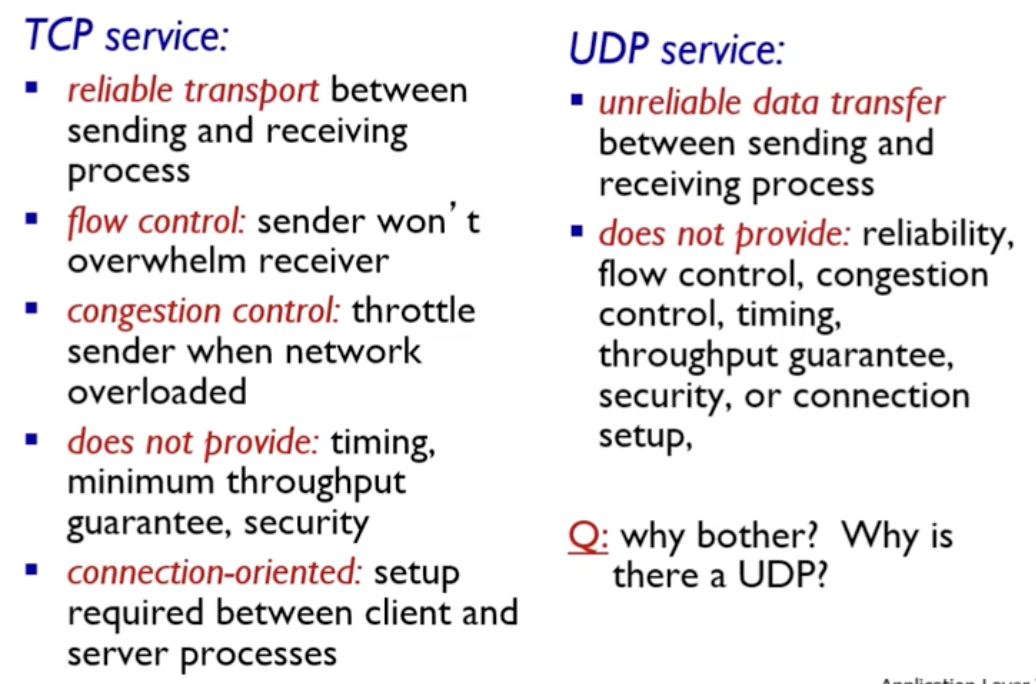 TCP service:
▪ reliable transport between
sending and receiving
process
▪ flow control: sender won’t
overwhelm receiver
▪ congestion control: throttle
sender when network
overloaded
▪ does not provide: timing,
minimum throughput
guarantee, security
▪ connection-oriented: setup
required between client and
server processes
UDP service:
▪ unreliable data transfer
between sending and
receiving process
▪ does not provide: reliability,
flow control, congestion
control, timing,
throughput guarantee,
security, or connection
setup,
Q: why bother? Why is
there a UDP?
Application Layer